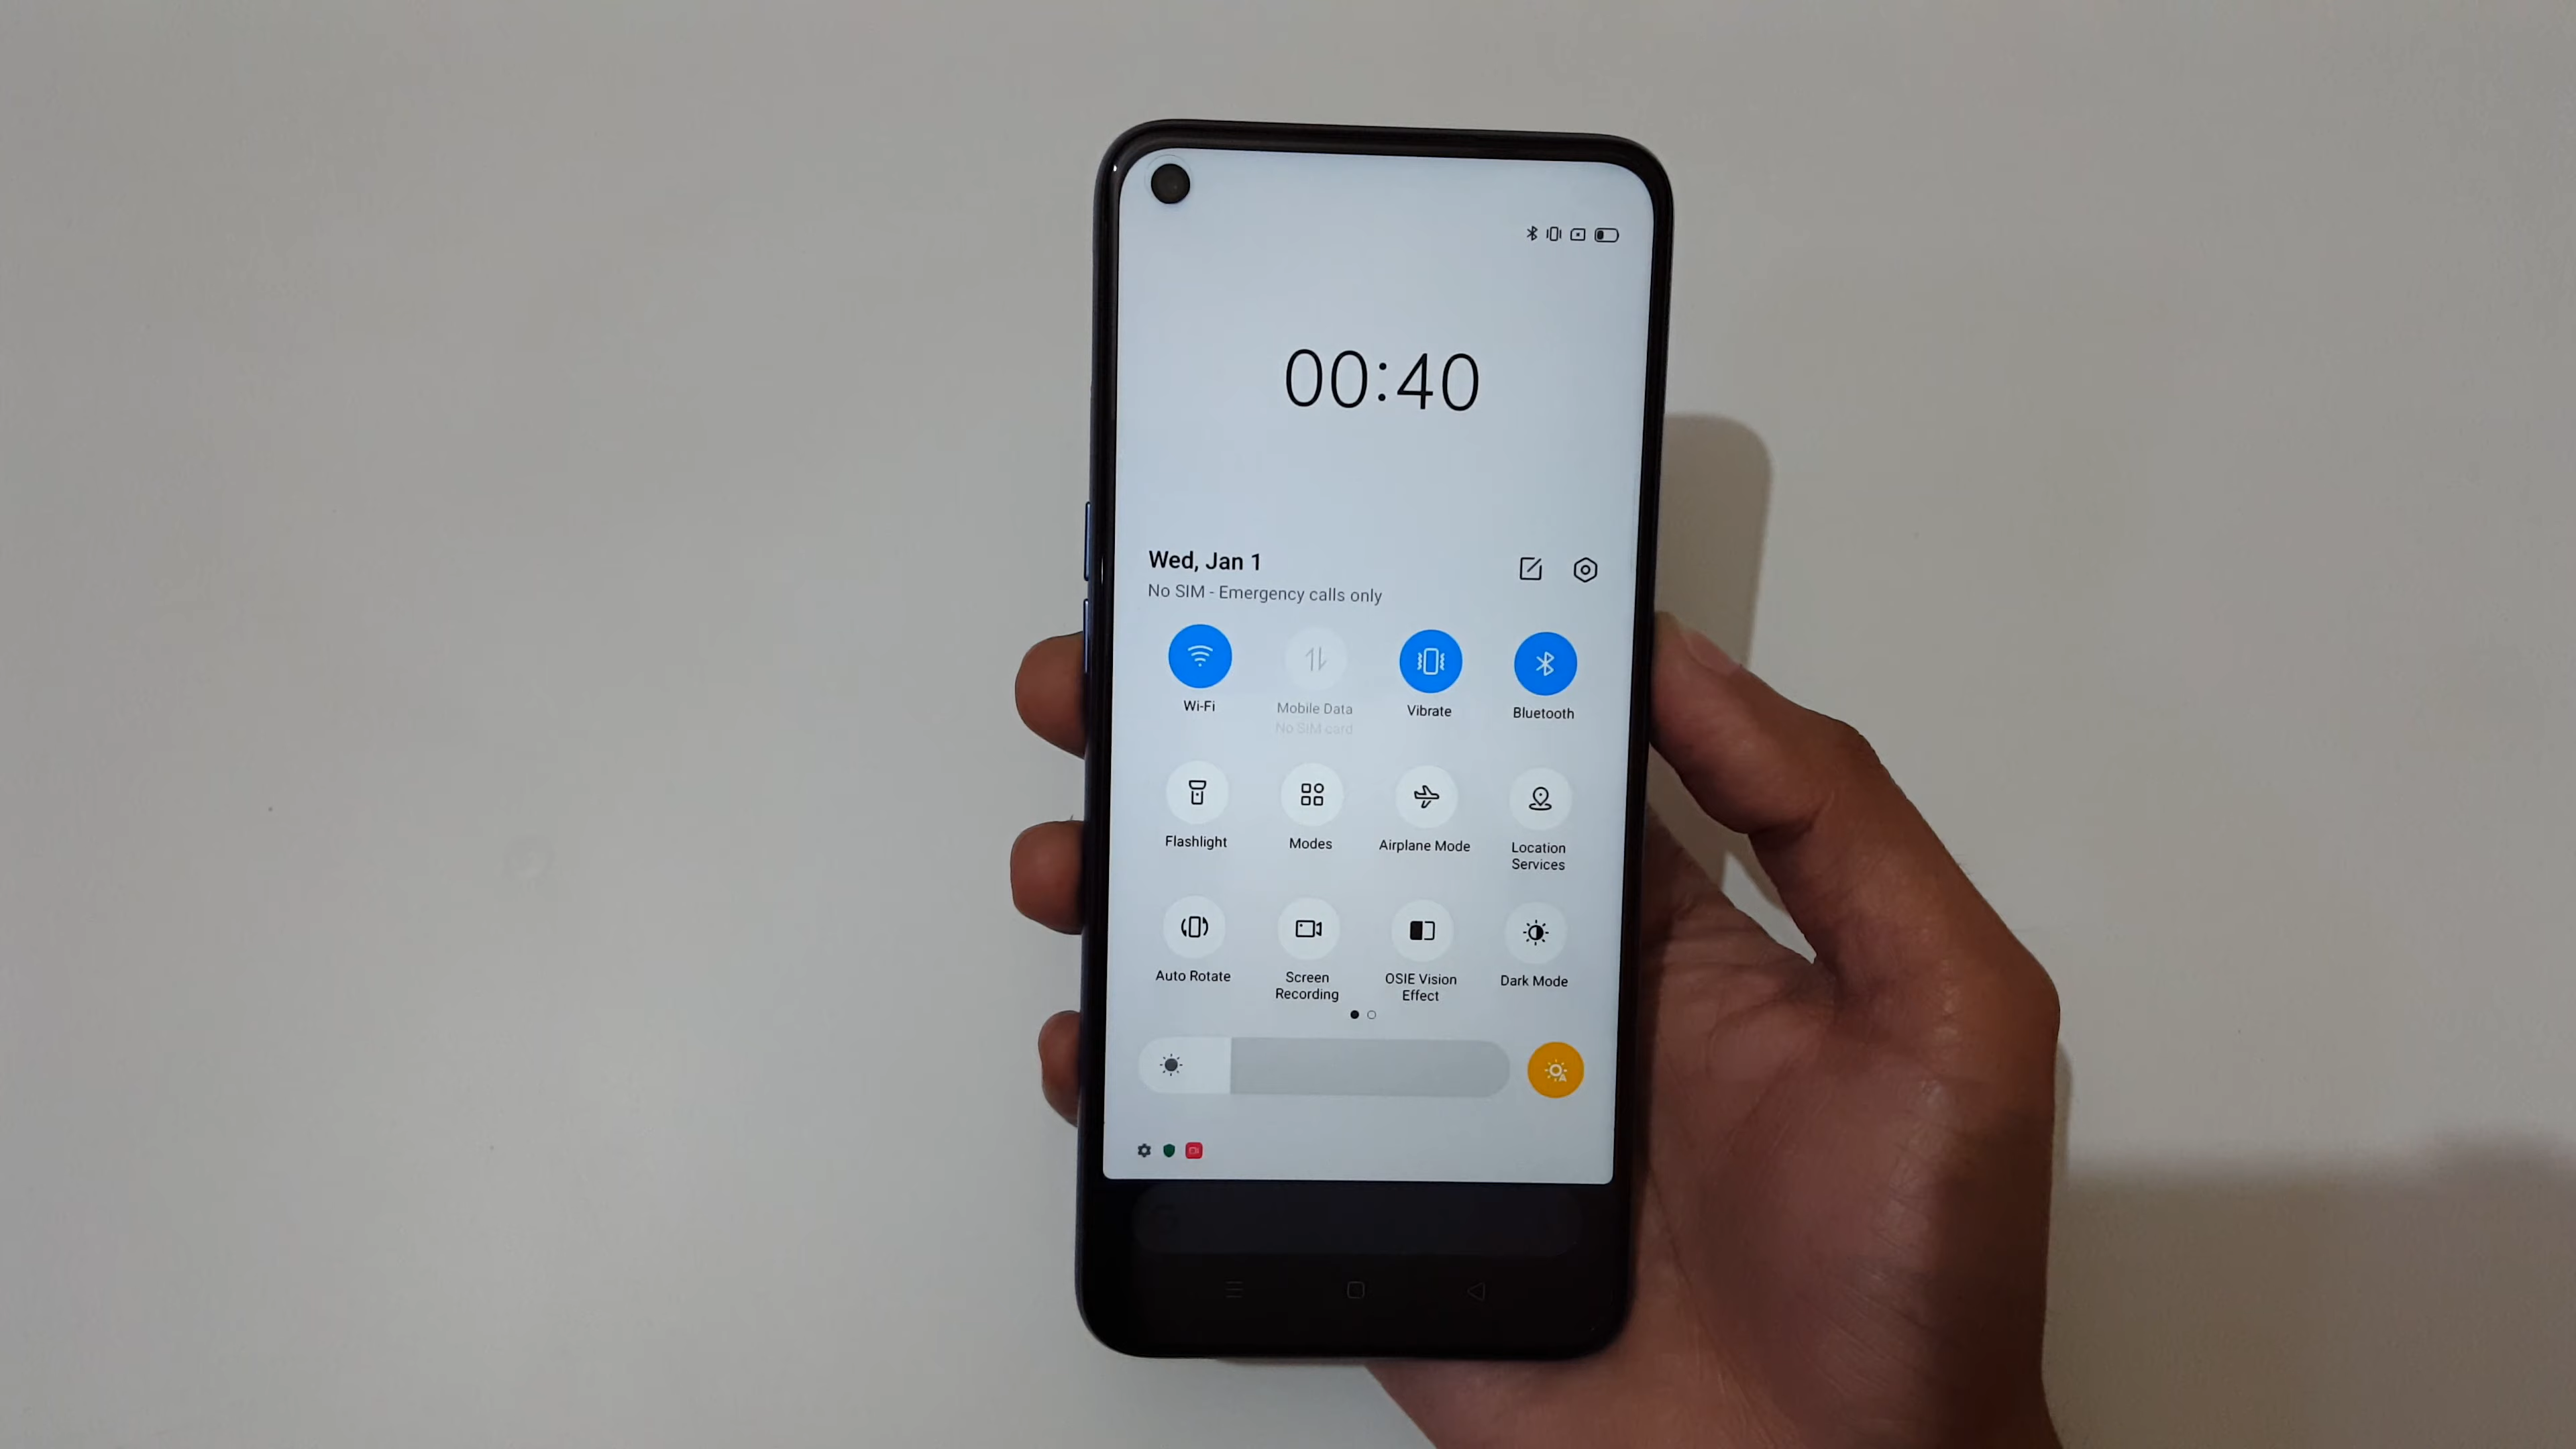 00:40
Wed, Jan 1
No SIM - Emergency calls only
Wi-Fi
Mobile Data
No SIM card
Vibrate
Bluetooth
Flashlight
Modes
Airplane Mode
Location
Services
Auto Rotate
Screen
Recording
OSIE Vision
Effect
Dark Mode